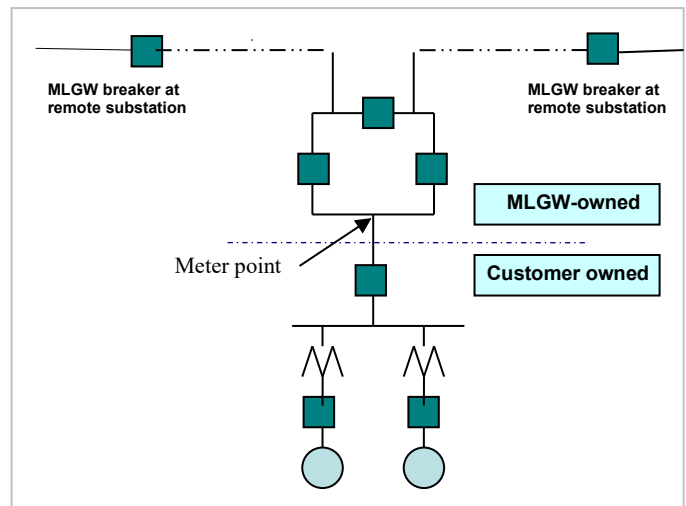 MLGW breaker at
remote substation
MLGW breaker at
remote substation
MLGW-owned
Meter point
Customer owned